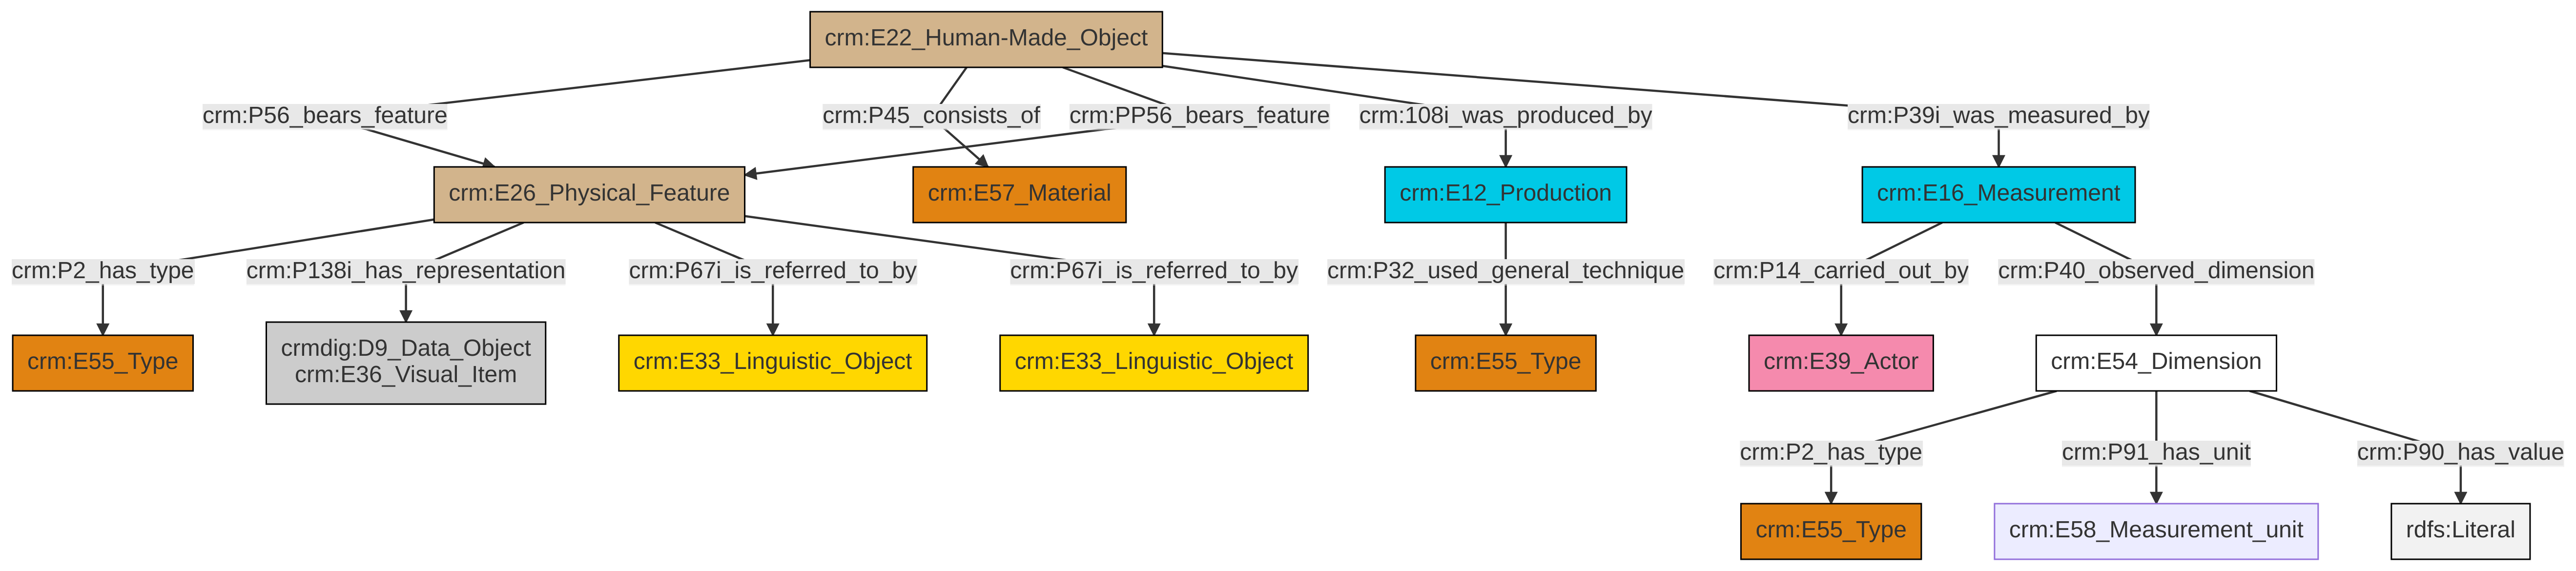 crm:E22_Human-Made_Object
crm:P56_bears_feature
crm:P45_consists_of
crm:PP56_bears_feature
crm:108i_was_produced_by
crm:P39i_was_measured_by
crm:E26_Physical_Feature
crm:E57_Material
crm:E12_Production
crm:E16_Measurement
crm:P2_has_type
crm:P138i_has_representation
crm:P67i_is_referred_to_by
crm:P67i_is_referred_to_by
crm:P32_used_general_technique
crm:P14_carried_out_by
crm:P40_observed_dimension
crm:E55_Type
crmdig:D9_Data_Object
crm:E36_Visual_Item
crm:E33_Linguistic_Object
crm:E33_Linguistic_Object
crm:E55_Type
crm:E39_Actor
crm:E54_Dimension
crm:P2_has_type
crm:P91_has_unit
crm:P90_has_value
crm:E55_Type
crm:E58_Measurement_unit
rdfs:Literal